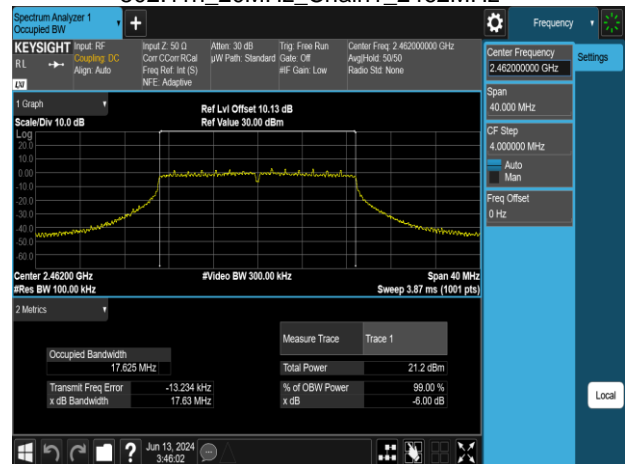 Spectrum Analyzer 1
Occupied BW
Frequency
KEYSIGHT
RL
LXI
Input: RF
Coupling: DC
Align: Auto
Input Z: 50 Ω
Corr CCorr RCal
Freq Ref: Int (S)
NFE: Adaptive
Atten: 30 dB
µW Path: Standard
Trig: Free Run
Gate: Off
#IF Gain: Low
Center Freq: 2.462000000 GHz
Avg|Hold: 50/50
Radio Std: None
Center Frequency
2.462000000 GHz
Settings
Span
40.000 MHz
CF Step
4.000000 MHz
Auto
Man
Freq Offset
0 Hz
Local
1 Graph
Scale/Div 10.0 dB
Ref Lvl Offset 10.13 dB
Ref Value 30.00 dBm
Log
20.0
10.0
0.00
-10.0
-20.0
-30.0
-40.0
-50.0
-60.0
Center 2.46200 GHz
#Video BW 300.00 kHz
Span 40 MHz
#Res BW 100.00 kHz
Sweep 3.87 ms (1001 pts)
2 Metrics
Measure Trace Trace 1
Occupied Bandwidth
17.625 MHz
Total Power 21.2 dBm
Transmit Freq Error -13.234 kHz
% of OBW Power 99.00 %
x dB Bandwidth 17.63 MHz
x dB -6.00 dB
?
Jun 13, 2024
3:46:02